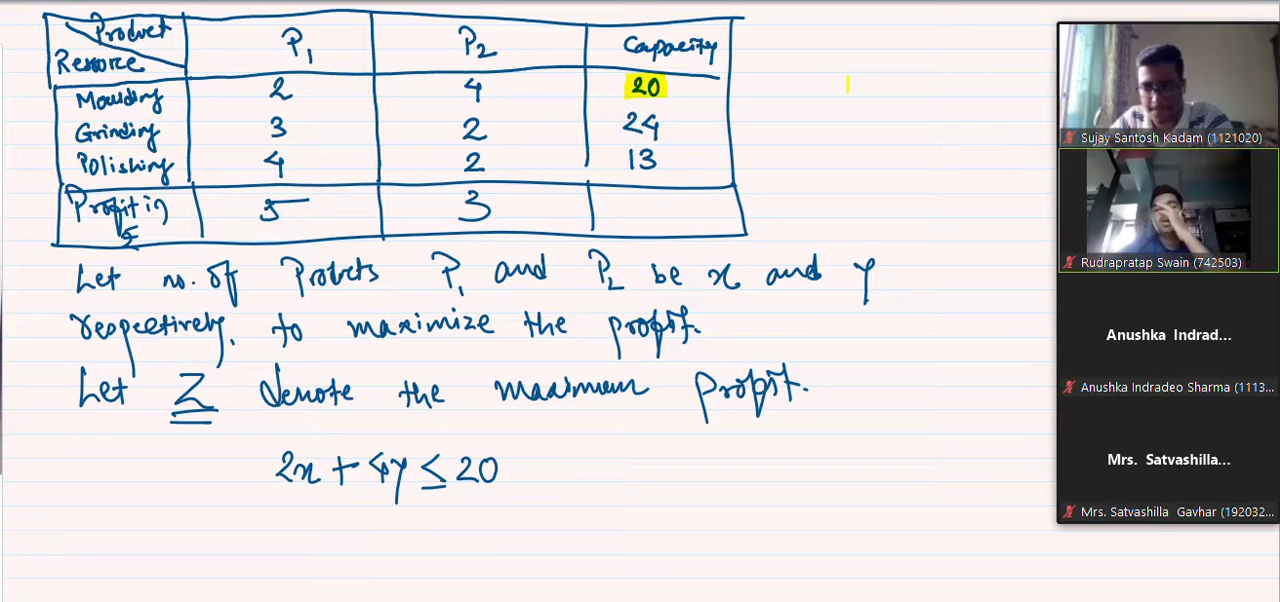 Product P1 P2 Capacity
Resource
Moulding 2 4 20
Grinding 3 2 24
Polishing 4 2 13
Profit in 5 3
Let no. of Products P1 and P2 be x and y
respectively, to maximize the profit.
Let Z denote the maximum profit.
2x + 4y ≤ 20
Sujay Santosh Kadam (1121020)
Rudrapratap Swain (742503)
Anushka Indrad...
Anushka Indradeo Sharma (1113...
Mrs. Satvashilla...
Mrs. Satvashilla Gavhar (192032...